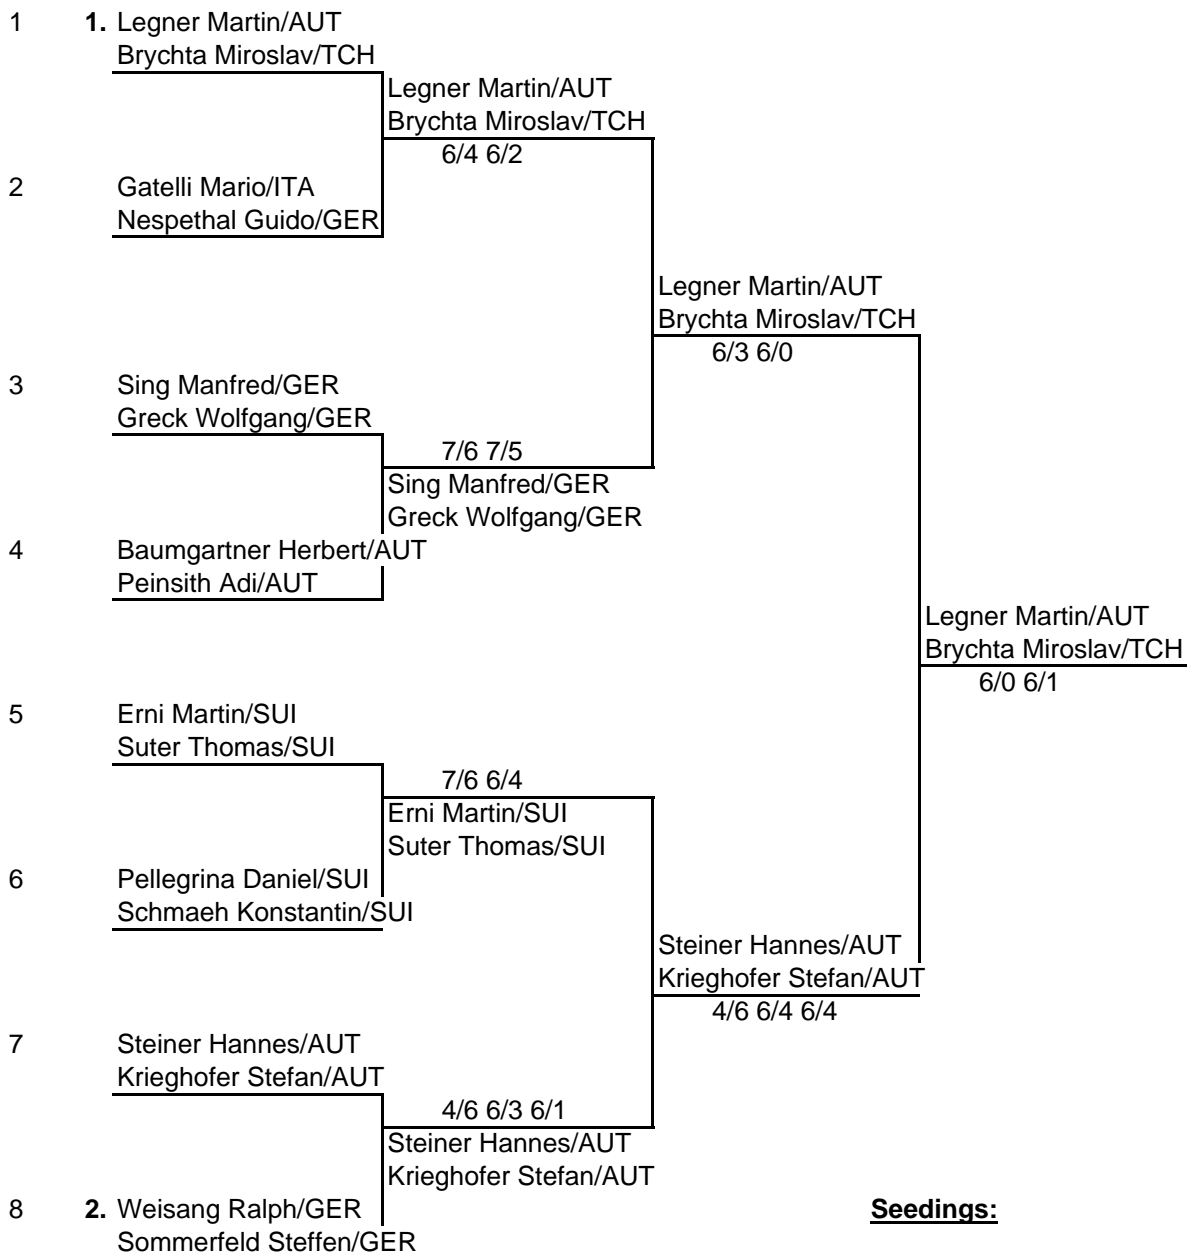 1 1. Legner Martin/AUT
Brychta Miroslav/TCH
Legner Martin/AUT
Brychta Miroslav/TCH
6/4 6/2
2 Gatelli Mario/ITA
Nespethal Guido/GER
Legner Martin/AUT
Brychta Miroslav/TCH
6/3 6/0
3 Sing Manfred/GER
Greck Wolfgang/GER
7/6 7/5
Sing Manfred/GER
Greck Wolfgang/GER
4 Baumgartner Herbert/AUT
Peinsith Adi/AUT
Legner Martin/AUT
Brychta Miroslav/TCH
6/0 6/1
5 Erni Martin/SUI
Suter Thomas/SUI
7/6 6/4
Erni Martin/SUI
Suter Thomas/SUI
6 Pellegrina Daniel/SUI
Schmaeh Konstantin/SUI
Steiner Hannes/AUT
Krieghofer Stefan/AUT
4/6 6/4 6/4
7 Steiner Hannes/AUT
Krieghofer Stefan/AUT
4/6 6/3 6/1
Steiner Hannes/AUT
Krieghofer Stefan/AUT
8 2. Weisang Ralph/GER
Sommerfeld Steffen/GER
Seedings: